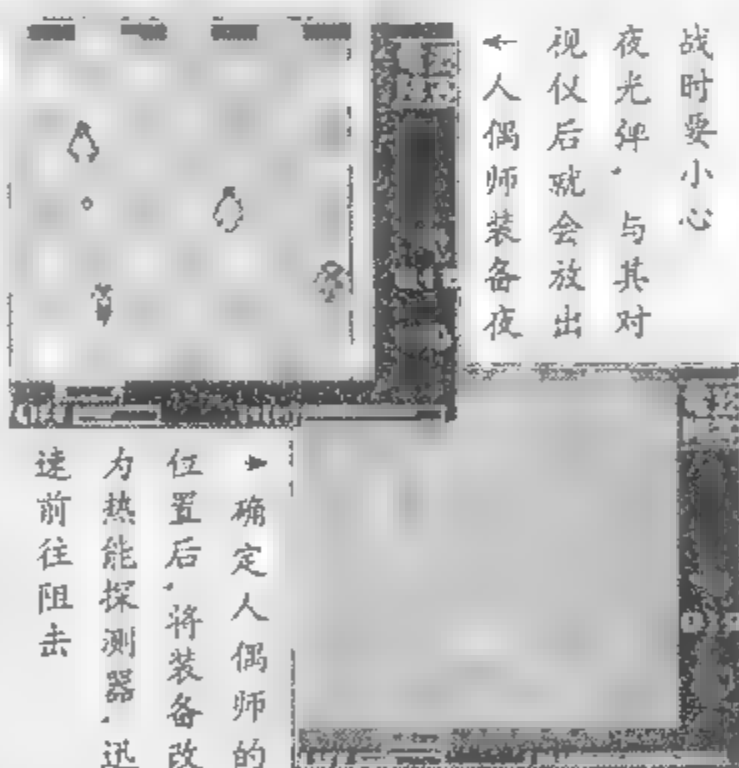 ←人偶师装备夜
视仪后就会放出
夜光弹，与其对
战时要小心
►确定人偶师的
位置后，将装备改
为热能探测器，迅
速前往阻击